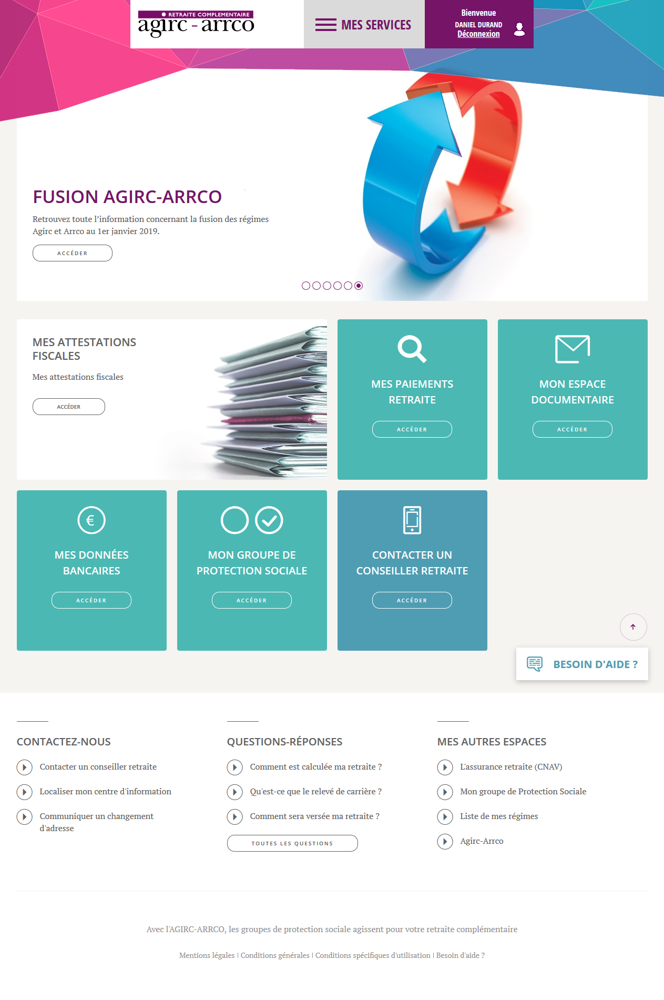 RETRAITE COMPLEMENTAIRE
agirc - arrco
MES SERVICES
Bienvenue
DANIEL DURAND
Déconnexion
FUSION AGIRC-ARRCO
Retrouvez toute l’information concernant la fusion des régimes
Agirc et Arrco au 1er janvier 2019.
ACCÉDER
MES ATTESTATIONS
FISCALES
Mes attestations fiscales
ACCÉDER
MES PAIEMENTS
RETRAITE
ACCÉDER
MON ESPACE
DOCUMENTAIRE
ACCÉDER
€
MES DONNÉES
BANCAIRES
ACCÉDER
MON GROUPE DE
PROTECTION SOCIALE
ACCÉDER
CONTACTER UN
CONSEILLER RETRAITE
ACCÉDER
BESOIN D'AIDE ?
CONTACTEZ-NOUS
Contacter un conseiller retraite
Localiser mon centre d'information
Communiquer un changement
d'adresse
QUESTIONS-RÉPONSES
Comment est calculée ma retraite ?
Qu'est-ce que le relevé de carrière ?
Comment sera versée ma retraite ?
TOUTES LES QUESTIONS
MES AUTRES ESPACES
L'assurance retraite (CNAV)
Mon groupe de Protection Sociale
Liste de mes régimes
Agirc-Arrco
Avec l'AGIRC-ARRCO, les groupes de protection sociale agissent pour votre retraite complémentaire
Mentions légales | Conditions générales | Conditions spécifiques d'utilisation | Besoin d'aide ?